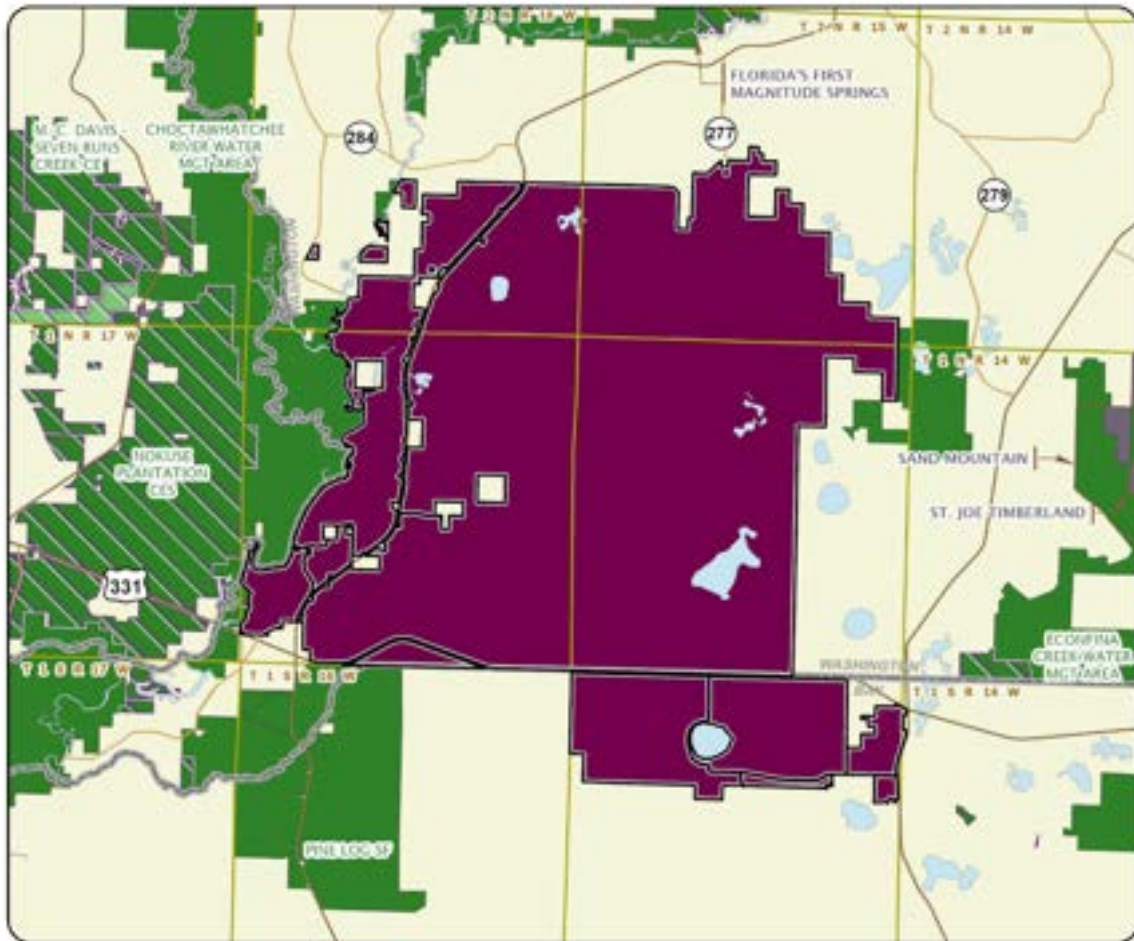 T 2 N R 15 W
T 2 N R 14 W
FLORIDA'S FIRST
MAGNITUDE SPRINGS
M. C. DAVIS -
SEVEN RUNS
CREEK CE
CHOCTAWHATCHEE
RIVER WATER
MGT AREA
284
277
279
WALTON
WASHINGTON
T 1 N R 17 W
T 1 N R 14 W
NOKUSE
PLANTATION
CES
SAND MOUNTAIN
ST. JOE TIMBERLAND
331
ECONFINA
CREEK WATER
MGT AREA
T 1 S R 17 W
T 1 S R 16 W
WASHINGTON
BAY
T 1 S R 14 W
PINE LOG SF